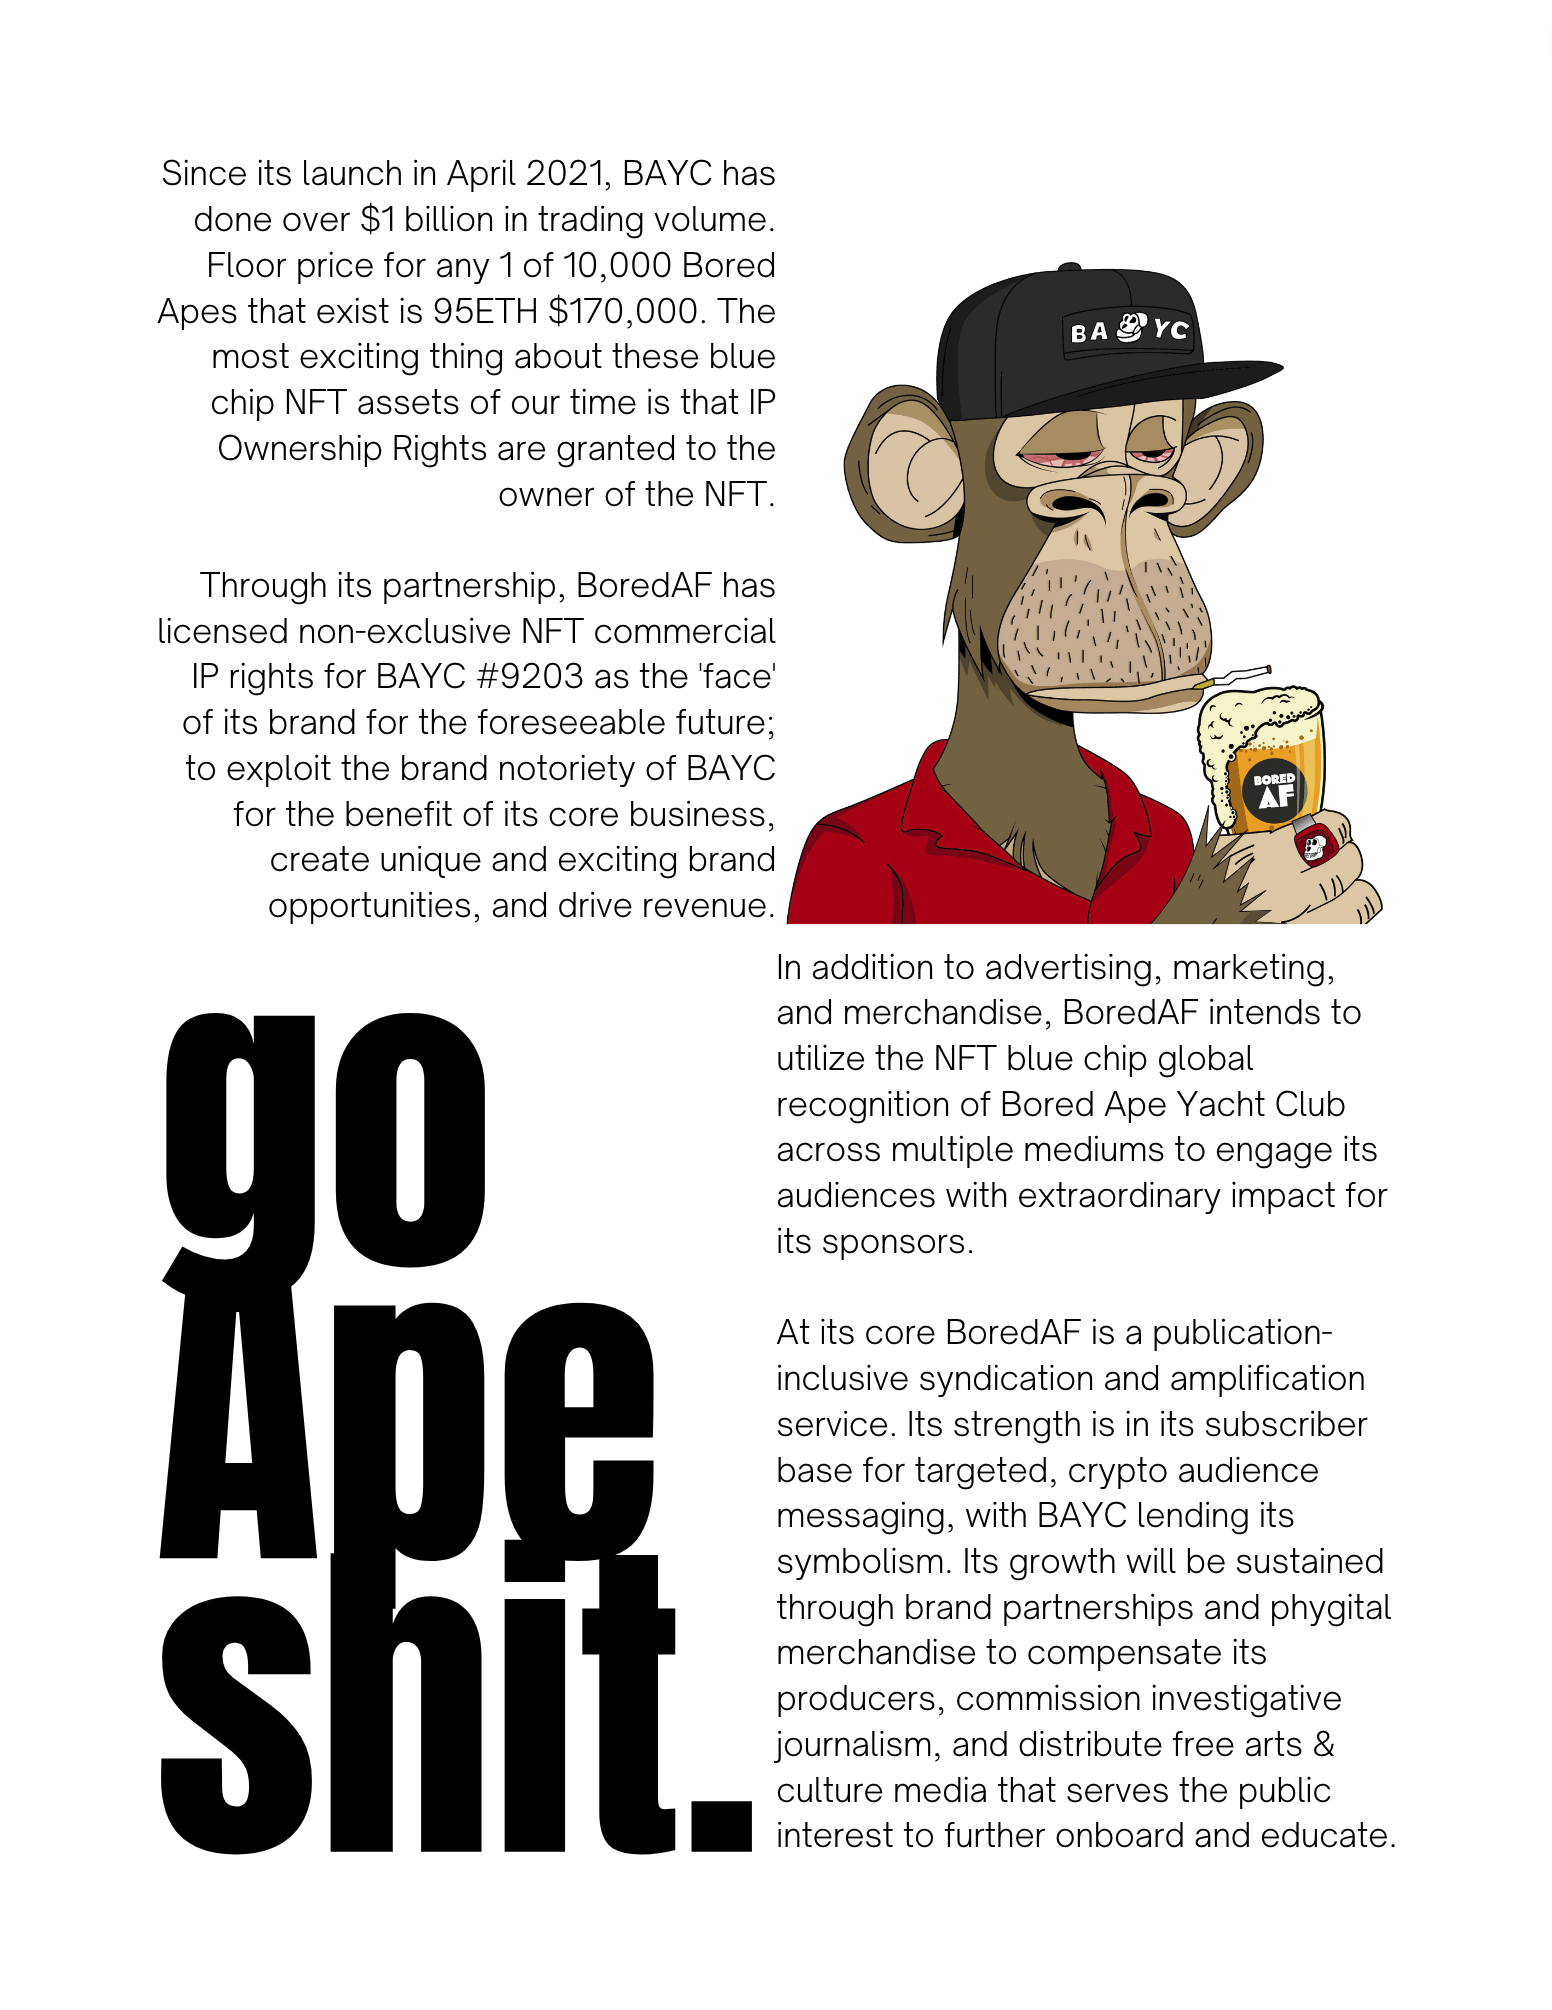 Since its launch in April 2021, BAYC has
done over $1 billion in trading volume.
Floor price for any 1 of 10,000 Bored
Apes that exist is 95ETH $170,000. The
most exciting thing about these blue
chip NFT assets of our time is that IP
Ownership Rights are granted to the
owner of the NFT.
Through its partnership, BoredAF has
licensed non-exclusive NFT commercial
IP rights for BAYC #9203 as the 'face'
of its brand for the foreseeable future;
to exploit the brand notoriety of BAYC
for the benefit of its core business,
create unique and exciting brand
opportunities, and drive revenue.
BA YC
BORED
AF
go
Ape
shit.
In addition to advertising, marketing,
and merchandise, BoredAF intends to
utilize the NFT blue chip global
recognition of Bored Ape Yacht Club
across multiple mediums to engage its
audiences with extraordinary impact for
its sponsors.
At its core BoredAF is a publication-
inclusive syndication and amplification
service. Its strength is in its subscriber
base for targeted, crypto audience
messaging, with BAYC lending its
symbolism. Its growth will be sustained
through brand partnerships and phygital
merchandise to compensate its
producers, commission investigative
journalism, and distribute free arts &
culture media that serves the public
interest to further onboard and educate.